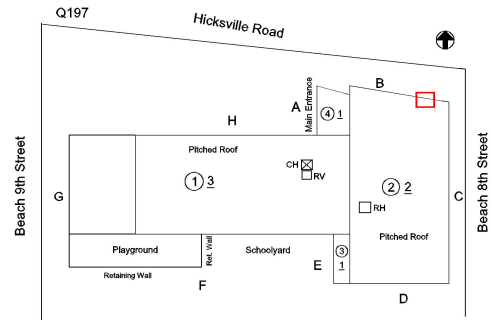 Q197
Hicksville Road
B
A
Main Entrance
4 1
H
Pitched Roof
CH
RV
1 3
2 2
RH
Pitched Roof
G
C
Beach 9th Street
Beach 8th Street
Playground
Ret. Wall
Schoolyard
3
1
E
Retaining Wall
F
D